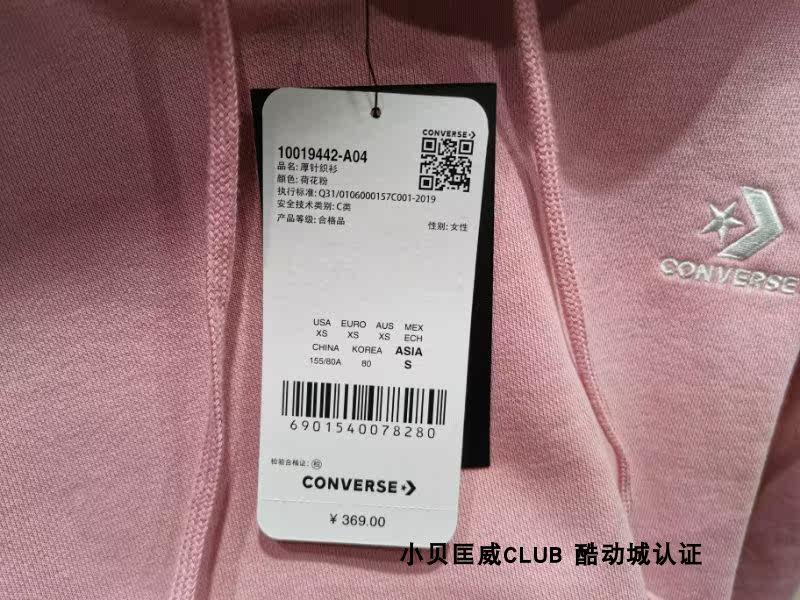 CONVERSE
10019442-A04
品名: 厚针织衫
颜色: 荷花粉
执行标准: Q31/0106000157C001-2019
安全技术类别: C类
产品等级: 合格品
性别: 女性
USA EURO AUS MEX
XS XS XS ECH
CHINA KOREA ASIA
155/80A 80 S
6901540078280
检验合格证: 检
CONVERSE
¥ 369.00
CONVERSE
小贝匡威CLUB 酷动城认证